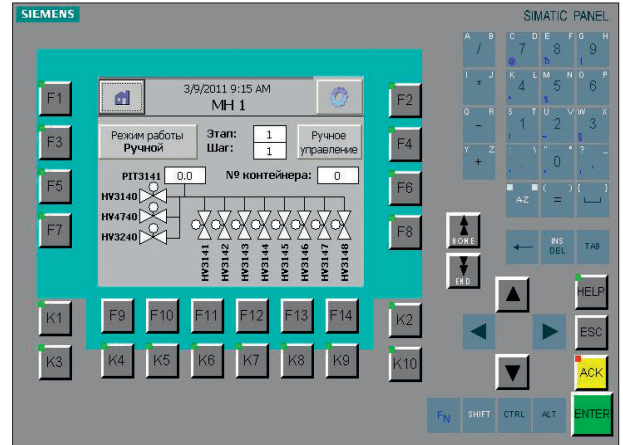 SIEMENS
SIMATIC PANEL
3/9/2011 9:15 AM
МН 1
Режим работы
Ручной
Этап: 1
Шаг: 1
Ручное
управление
PIT3141 0.0
№ контейнера: 0
HV3140
HV4740
HV3240
HV3141
HV3142
HV3143
HV3144
HV3145
HV3146
HV3147
HV3148
F1
F2
F3
F4
F5
F6
F7
F8
F9 F10 F11 F12 F13 F14
K1
K2
K3
K4 K5 K6 K7 K8 K9
K10
A B
/
C D
7
@
E F
8
G H
9
I J
*
K L
4
M N
5
%
O P
6
Q R
-
S T
1
U V
2
W X
3
$
Y Z
+
.
0
,
A-Z
( )
=
[ ]
HOME
END
INS
DEL
TAB
HELP
ESC
ACK
FN
SHIFT
CTRL
ALT
ENTER